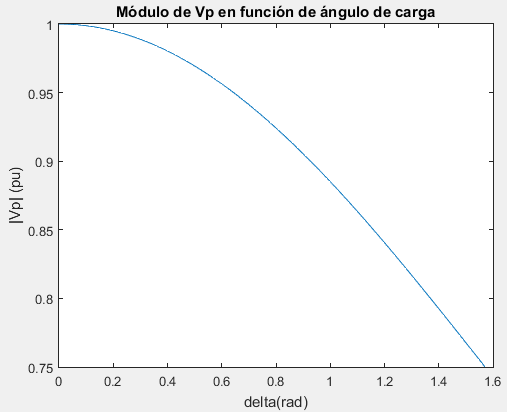 Módulo de Vp en función de ángulo de carga
1
0.95
0.9
0.85
0.8
0.75
|Vp| (pu)
0 0.2 0.4 0.6 0.8 1 1.2 1.4 1.6
delta(rad)